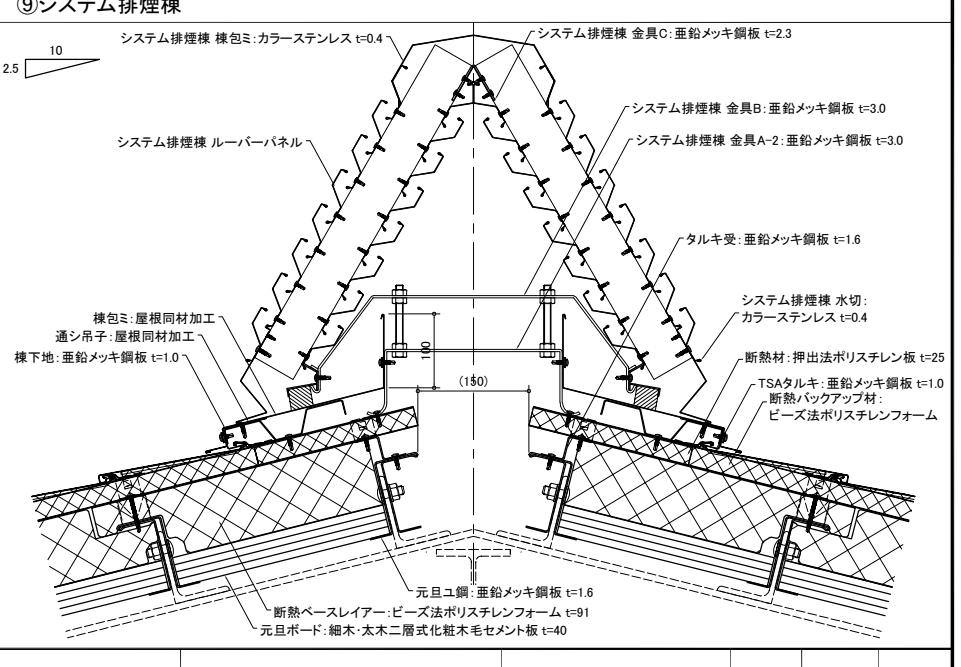 ⑨システム排煙棟
10
2.5
システム排煙棟 棟包ミ:カラーステンレス t=0.4
システム排煙棟 金具C:亜鉛メッキ鋼板 t=2.3
システム排煙棟 金具B:亜鉛メッキ鋼板 t=3.0
システム排煙棟 ルーバーパネル
システム排煙棟 金具A-2:亜鉛メッキ鋼板 t=3.0
タルキ受:亜鉛メッキ鋼板 t=1.6
システム排煙棟 水切:
カラーステンレス t=0.4
棟包ミ:屋根同材加工
通シ吊子:屋根同材加工
棟下地:亜鉛メッキ鋼板 t=1.0
100
(150)
断熱材:押出法ポリスチレン板 t=25
TSAタルキ:亜鉛メッキ鋼板 t=1.0
断熱バックアップ材:
ビーズ法ポリスチレンフォーム
元旦ユ鋼:亜鉛メッキ鋼板 t=1.6
断熱ベースレイアー:ビーズ法ポリスチレンフォーム t=91
元旦ボード:細木・太木二層式化粧木毛セメント板 t=40